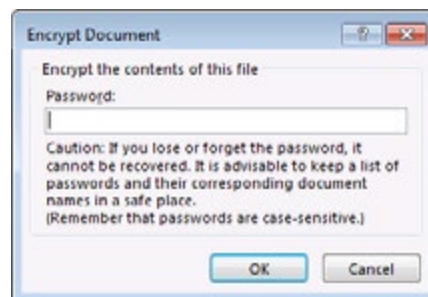 Encrypt Document
Encrypt the contents of this file
Password:
Caution: If you lose or forget the password, it
cannot be recovered. It is advisable to keep a list of
passwords and their corresponding document
names in a safe place.
(Remember that passwords are case-sensitive.)
OK
Cancel